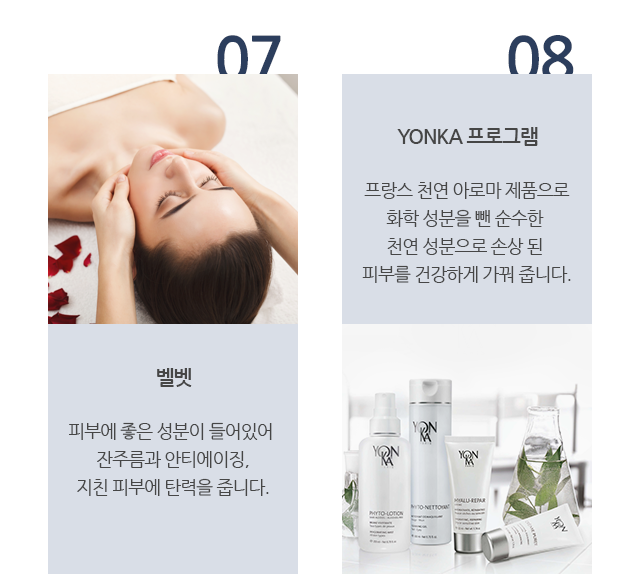 07
벨벳
피부에 좋은 성분이 들어있어
잔주름과 안티에이징,
지친 피부에 탄력을 줍니다.
08
YONKA 프로그램
프랑스 천연 아로마 제품으로
화학 성분을 뺀 순수한
천연 성분으로 손상 된
피부를 건강하게 가꿔 줍니다.
YON
KA
PHYTO-LOTION
YON
KA
PHYTO-NETTOYANT
YON
KA
HYALU-REPAIR
YON
KA